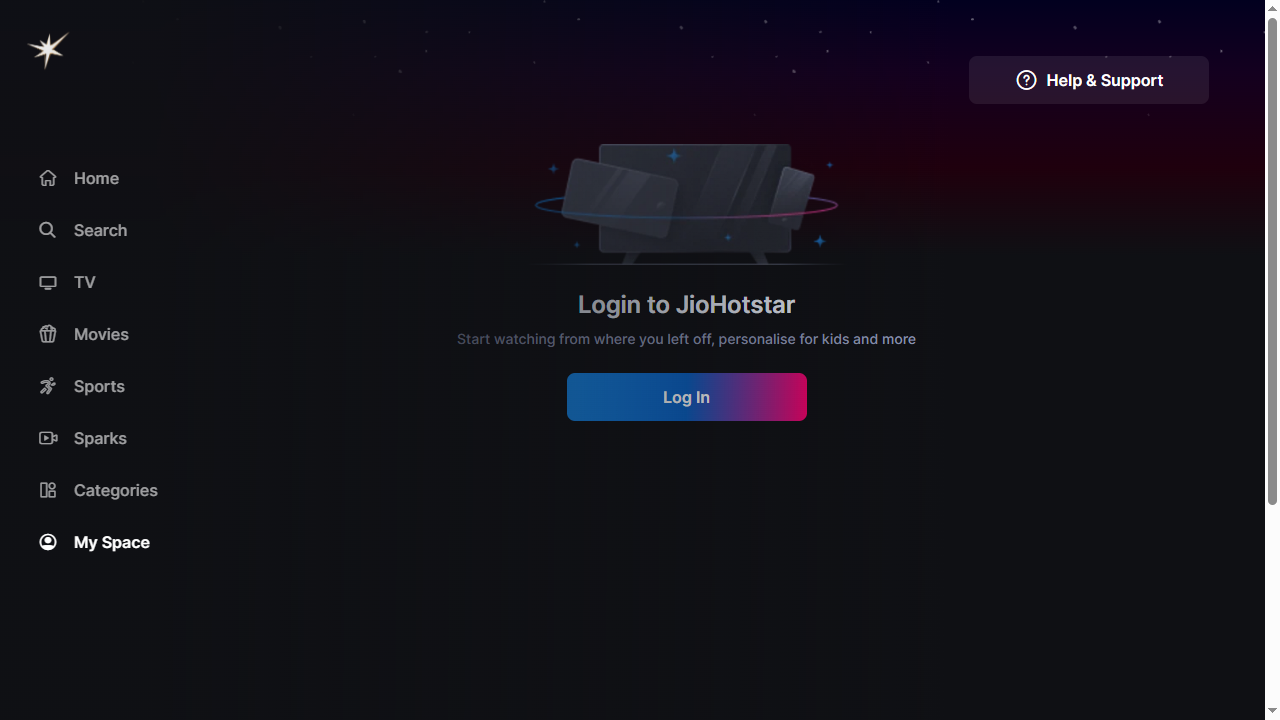 Help & Support
Home
Search
TV
Movies
Sports
Sparks
Categories
My Space
Login to JioHotstar
Start watching from where you left off, personalise for kids and more
Log In